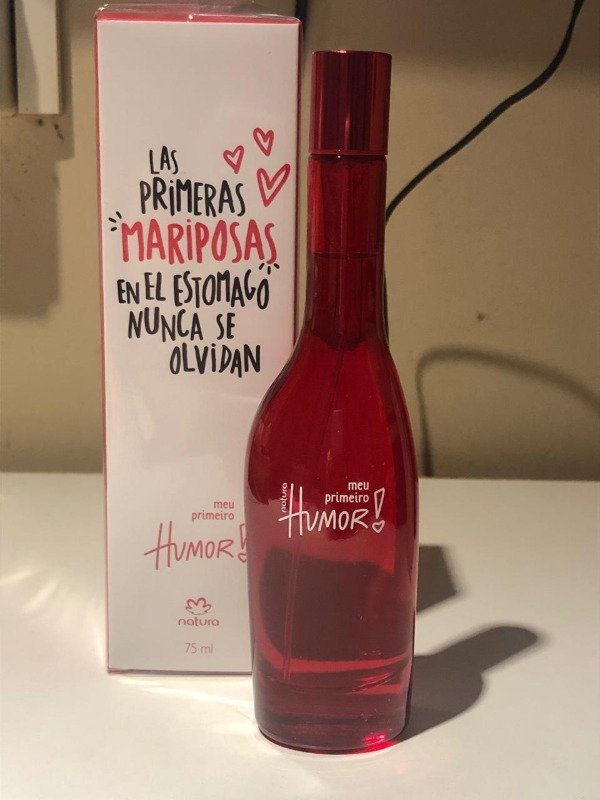 LAS
PRIMERAS
MARIPOSAS
EN EL ESTOMAGO
NUNCA SE
OLVIDAN
meu
primeiro
HUMOR!
natura
75 ml
natura
meu
primeiro
HUMOR!